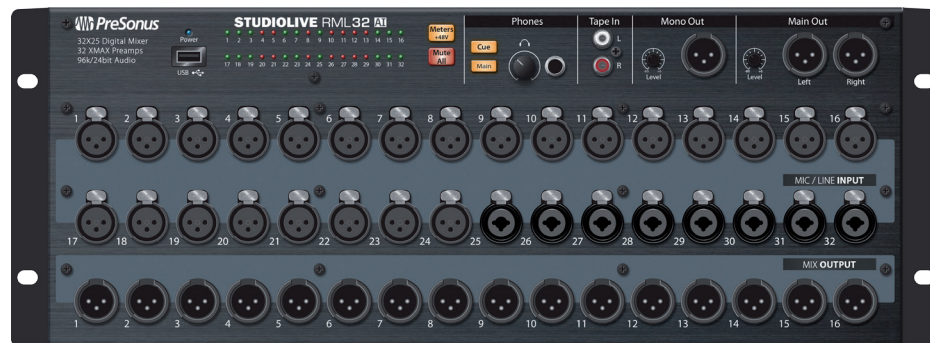 PreSonus
32X25 Digital Mixer
32 XMAX Preamps
96k/24bit Audio
Power
USB
STUDIOLIVE RML32 AI
1 2 3 4 5 6 7 8 9 10 11 12 13 14 15 16
17 18 19 20 21 22 23 24 25 26 27 28 29 30 31 32
Meters
+48V
Mute
All
Phones
Cue
Main
Tape In
L
R
Mono Out
Level
Main Out
Level
Left
Right
1 2 3 4 5 6 7 8 9 10 11 12 13 14 15 16
MIC / LINE INPUT
17 18 19 20 21 22 23 24 25 26 27 28 29 30 31 32
MIX OUTPUT
1 2 3 4 5 6 7 8 9 10 11 12 13 14 15 16